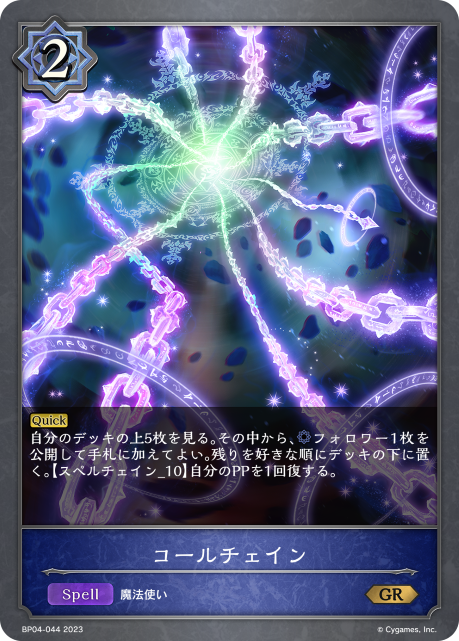 2
Quick
自分のデッキの上5枚を見る。その中から、フォロワー1枚を
公開して手札に加えてよい。残りを好きな順にデッキの下に置
く。【スペルチェイン_10】自分のPPを1回復する。
コールチェイン
Spell 魔法使い GR
BP04-044 2023 © Cygames, Inc.